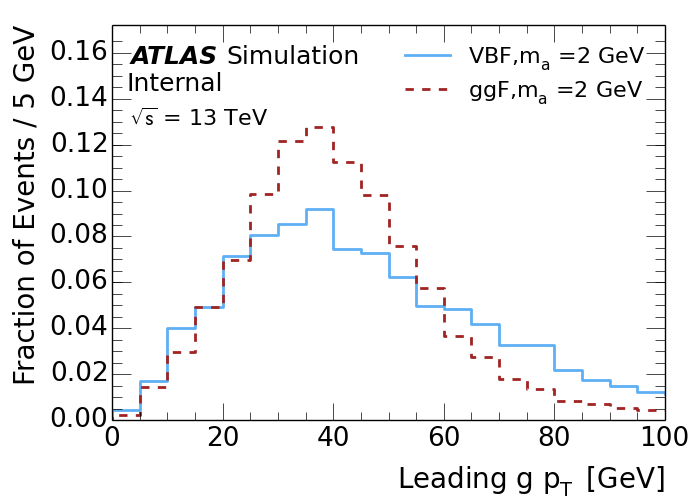 ATLAS Simulation
Internal
√s = 13 TeV
VBF,mₐ =2 GeV
ggF,mₐ =2 GeV
Fraction of Events / 5 GeV
0.16
0.14
0.12
0.10
0.08
0.06
0.04
0.02
0.00
0 20 40 60 80 100
Leading g p_T [GeV]